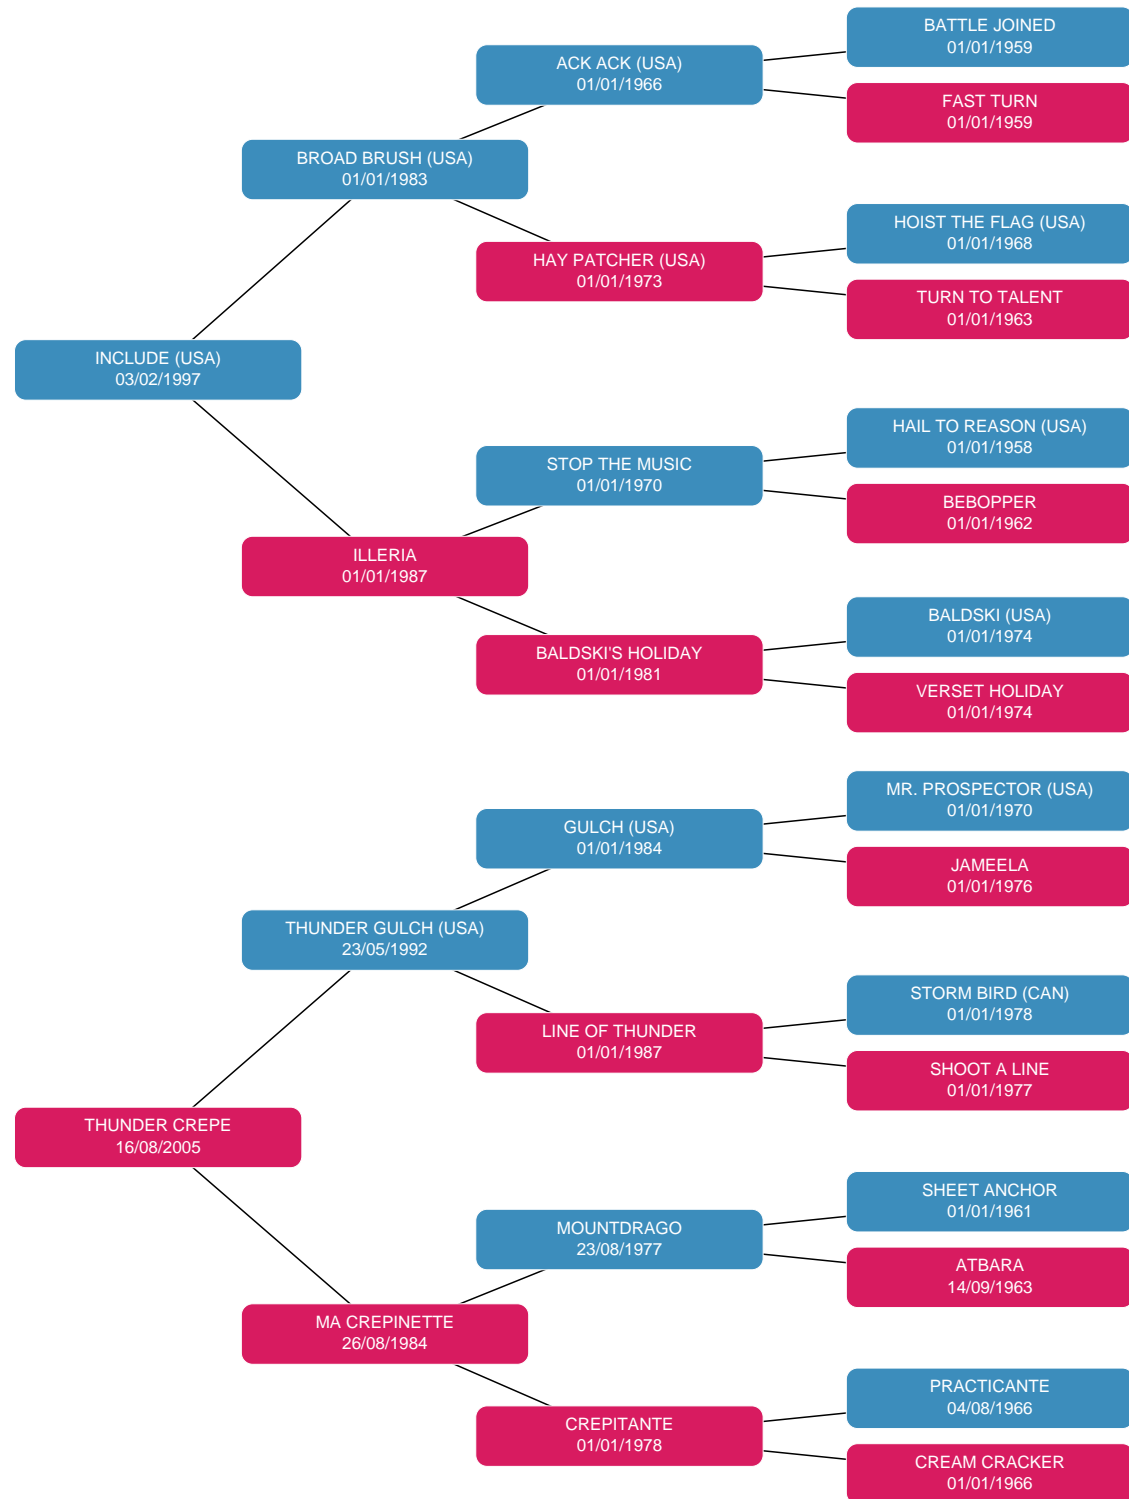 BATTLE JOINED
01/01/1959
ACK ACK (USA)
01/01/1966
FAST TURN
01/01/1959
BROAD BRUSH (USA)
01/01/1983
HOIST THE FLAG (USA)
01/01/1968
HAY PATCHER (USA)
01/01/1973
TURN TO TALENT
01/01/1963
INCLUDE (USA)
03/02/1997
HAIL TO REASON (USA)
01/01/1958
STOP THE MUSIC
01/01/1970
BEBOPPER
01/01/1962
ILLERIA
01/01/1987
BALDSKI (USA)
01/01/1974
BALDSKI'S HOLIDAY
01/01/1981
VERSET HOLIDAY
01/01/1974
MR. PROSPECTOR (USA)
01/01/1970
GULCH (USA)
01/01/1984
JAMEELA
01/01/1976
THUNDER GULCH (USA)
23/05/1992
STORM BIRD (CAN)
01/01/1978
LINE OF THUNDER
01/01/1987
SHOOT A LINE
01/01/1977
THUNDER CREPE
16/08/2005
SHEET ANCHOR
01/01/1961
MOUNTDRAGO
23/08/1977
ATBARA
14/09/1963
MA CREPINETTE
26/08/1984
PRACTICANTE
04/08/1966
CREPITANTE
01/01/1978
CREAM CRACKER
01/01/1966